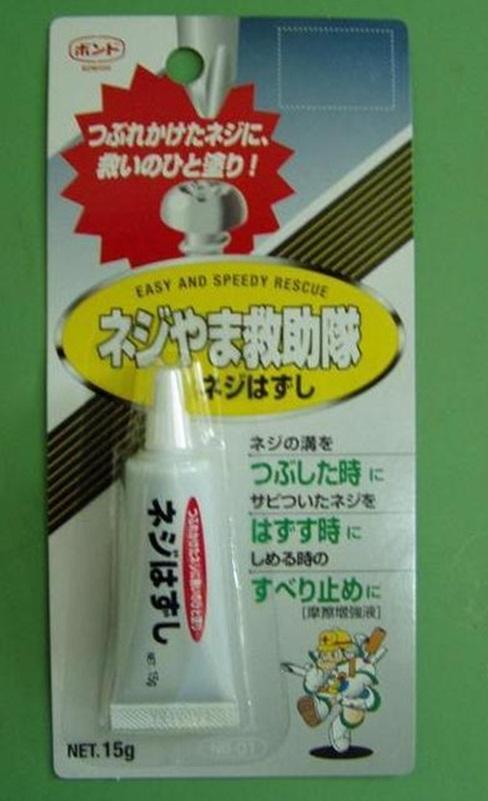 ボンド
つぶれかけたネジに、
救いのひと塗り!
EASY AND SPEEDY RESCUE
ネジやま救助隊
ネジはずし
ネジの溝を
つぶした時に
サビついたネジを
はずす時に
しめる時の
すべり止めに
[摩擦増強液]
ネジはずし
NET. 15g
NET.15g